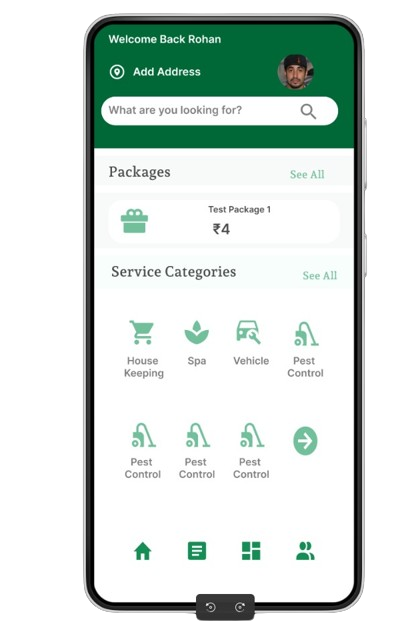 Welcome Back Rohan
Add Address
What are you looking for?
Packages
See All
Test Package 1
₹4
Service Categories
See All
House Keeping
Spa
Vehicle
Pest Control
Pest Control
Pest Control
Pest Control